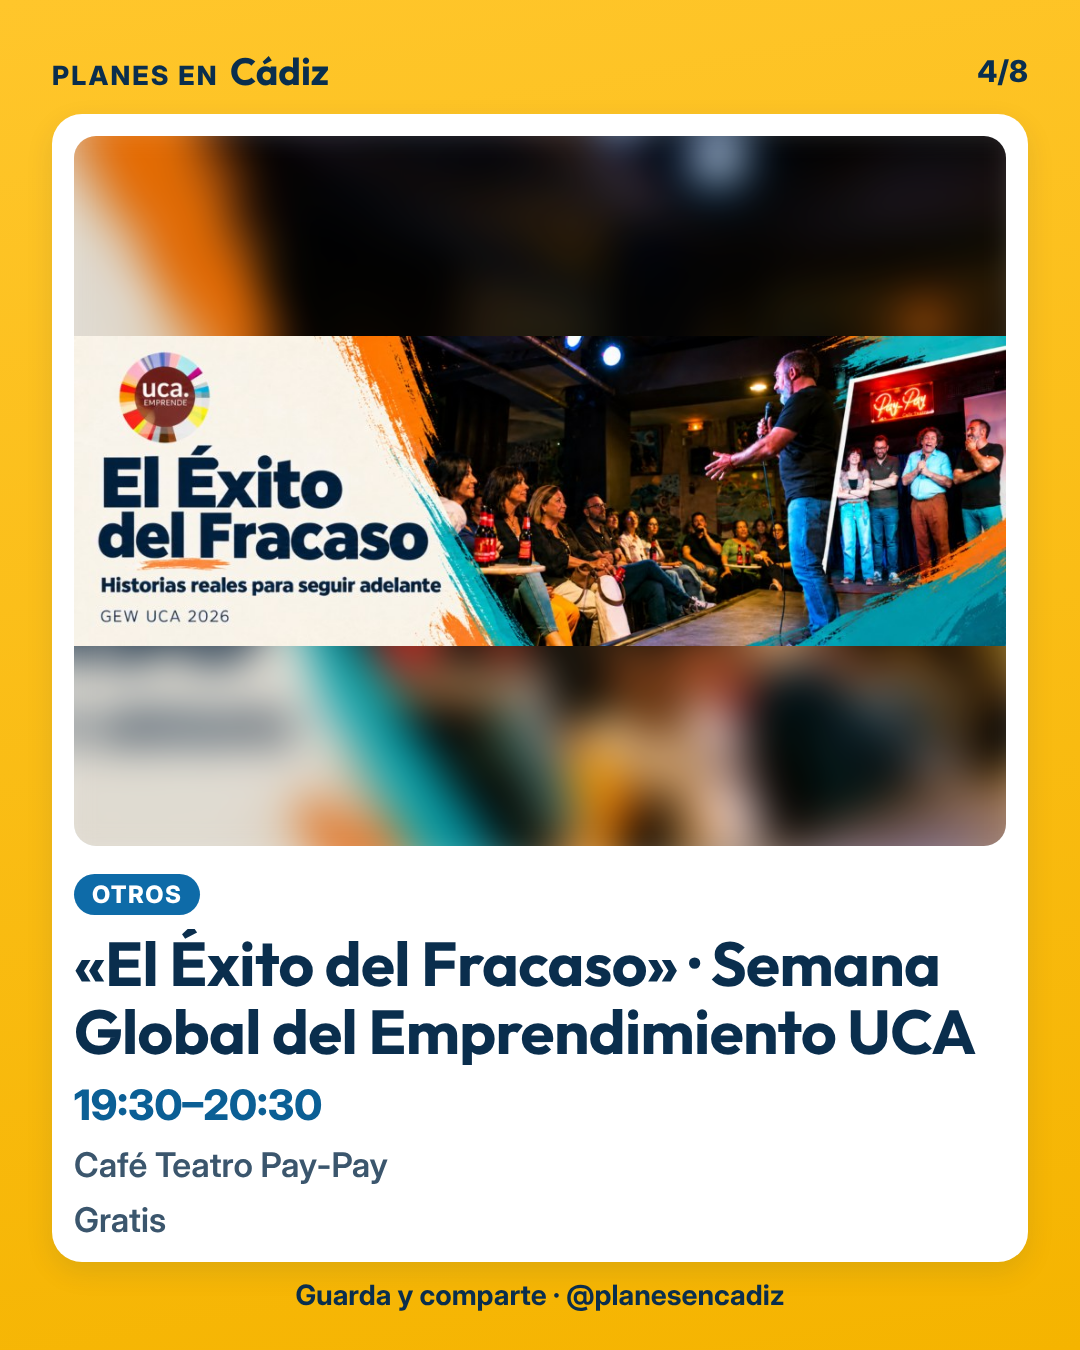 PLANES EN Cádiz
4/8
uca.
EMPRENDE
El Éxito
del Fracaso
Historias reales para seguir adelante
GEW UCA 2026
Pay-Pay
OTROS
«El Éxito del Fracaso» · Semana
Global del Emprendimiento UCA
19:30–20:30
Café Teatro Pay-Pay
Gratis
Guarda y comparte · @planesencadiz